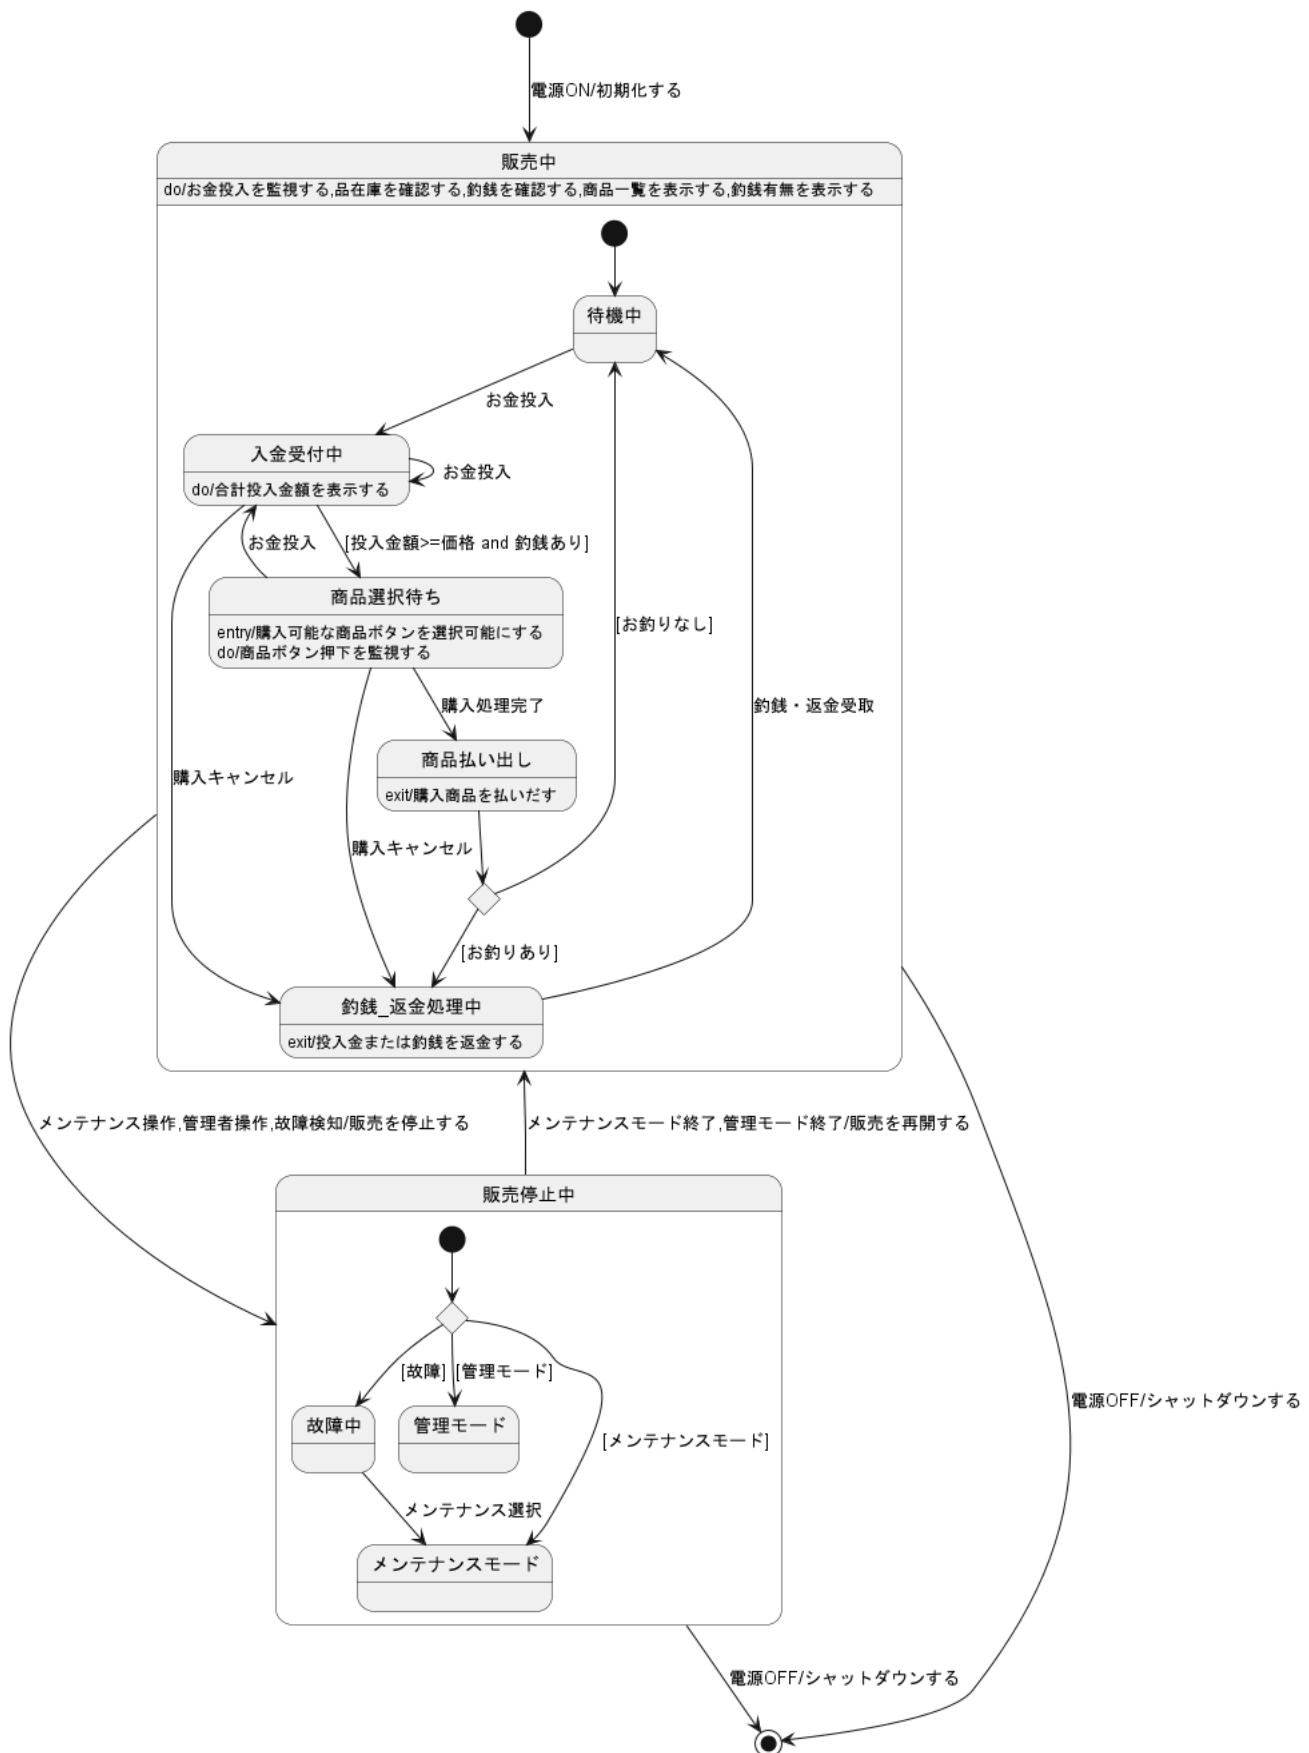 電源ON/初期化する
販売中
do/お金投入を監視する,品在庫を確認する,釣銭を確認する,商品一覧を表示する,釣銭有無を表示する
待機中
お金投入
入金受付中
do/合計投入金額を表示する
お金投入
お金投入
[投入金額>=価格 and 釣銭あり]
商品選択待ち
entry/購入可能な商品ボタンを選択可能にする
do/商品ボタン押下を監視する
[お釣りなし]
購入処理完了
釣銭・返金受取
商品払い出し
exit/購入商品を払いだす
購入キャンセル
購入キャンセル
[お釣りあり]
釣銭_返金処理中
exit/投入金または釣銭を返金する
メンテナンス操作,管理者操作,故障検知/販売を停止する
メンテナンスモード終了,管理モード終了/販売を再開する
販売停止中
[故障]
[管理モード]
電源OFF/シャットダウンする
故障中
管理モード
[メンテナンスモード]
メンテナンス選択
メンテナンスモード
電源OFF/シャットダウンする